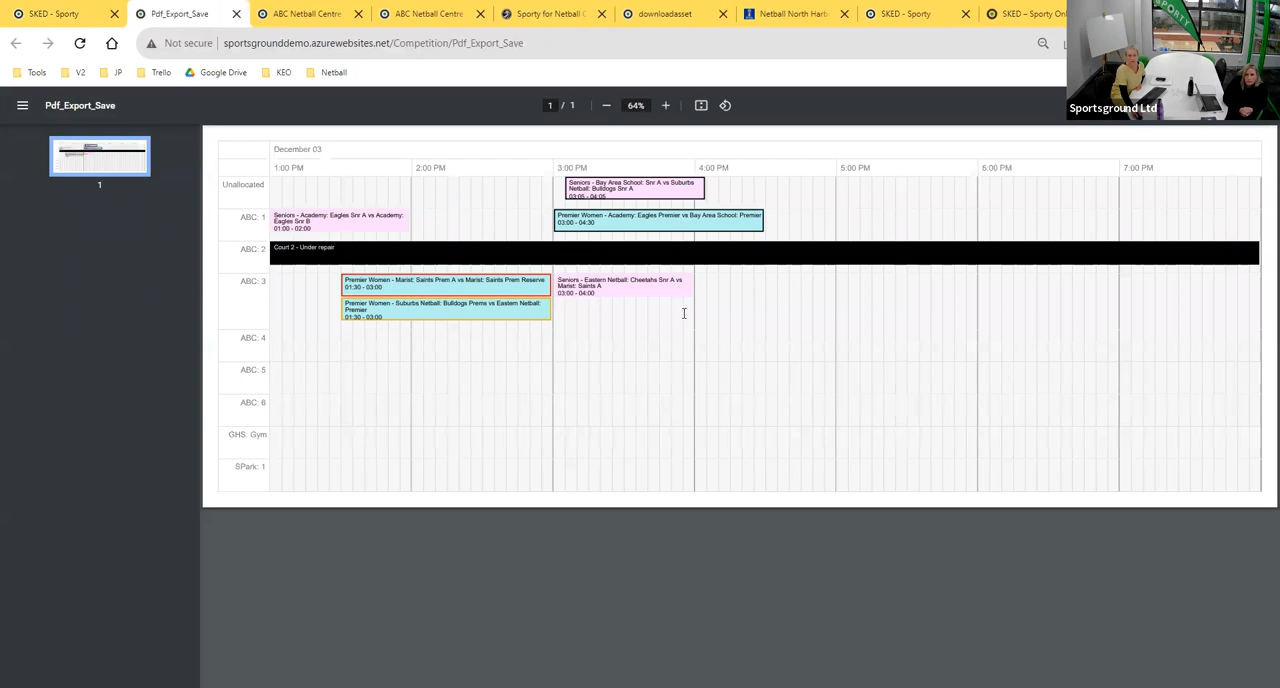 SKED - Sporty
Pdf_Export_Save
ABC Netball Centre
ABC Netball Centre
Sporty for Netball C
downloadasset
Netball North Harb
SKED - Sporty
SKED – Sporty Onl
Not secure
sportsgrounddemo.azurewebsites.net/Competition/Pdf_Export_Save
Tools
V2
JP
Trello
Google Drive
KEO
Netball
SPORTY
Sportsground Ltd
Pdf_Export_Save
1 / 1
64%
1
December 03
1:00 PM
2:00 PM
3:00 PM
4:00 PM
5:00 PM
6:00 PM
7:00 PM
Unallocated
Seniors - Bay Area School: Snr A vs Suburbs
Netball: Bulldogs Snr A
03:05 - 04:05
ABC: 1
Seniors - Academy: Eagles Snr A vs Academy:
Eagles Snr B
01:00 - 02:00
Premier Women - Academy: Eagles Premier vs Bay Area School: Premier
03:00 - 04:30
ABC: 2
Court 2 - Under repair
ABC: 3
Premier Women - Marist: Saints Prem A vs Marist: Saints Prem Reserve
01:30 - 03:00
Seniors - Eastern Netball: Cheetahs Snr A vs
Marist: Saints A
03:00 - 04:00
Premier Women - Suburbs Netball: Bulldogs Prems vs Eastern Netball:
Premier
01:30 - 03:00
ABC: 4
ABC: 5
ABC: 6
GHS: Gym
SPark: 1